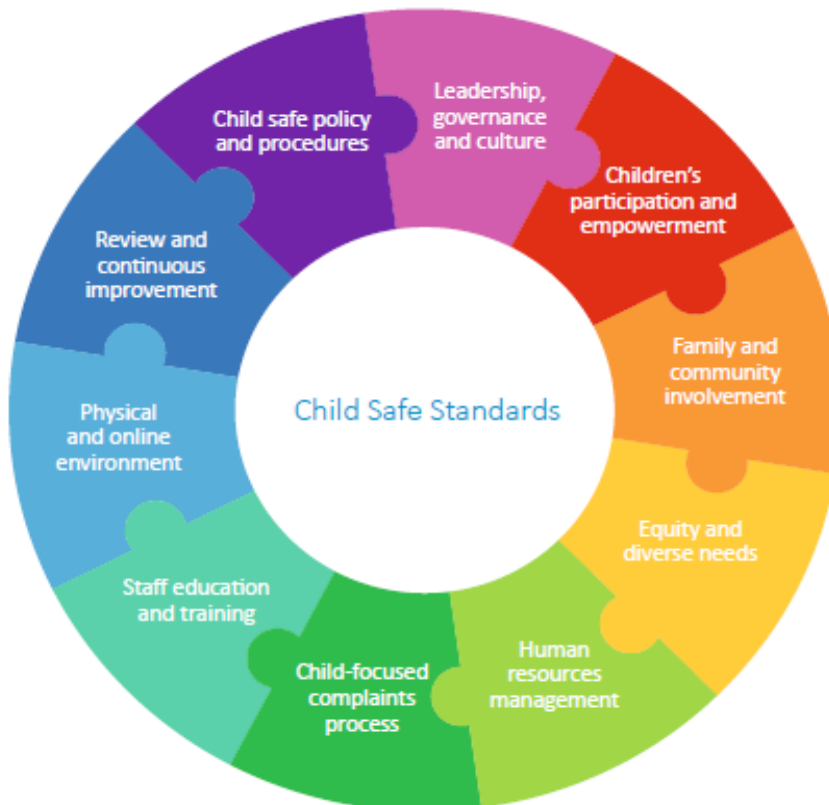 Leadership,
governance
and culture
Children’s
participation and
empowerment
Family and
community
involvement
Equity and
diverse needs
Human
resources
management
Child-focused
complaints
process
Staff education
and training
Physical
and online
environment
Review and
continuous
improvement
Child safe policy
and procedures
Child Safe Standards